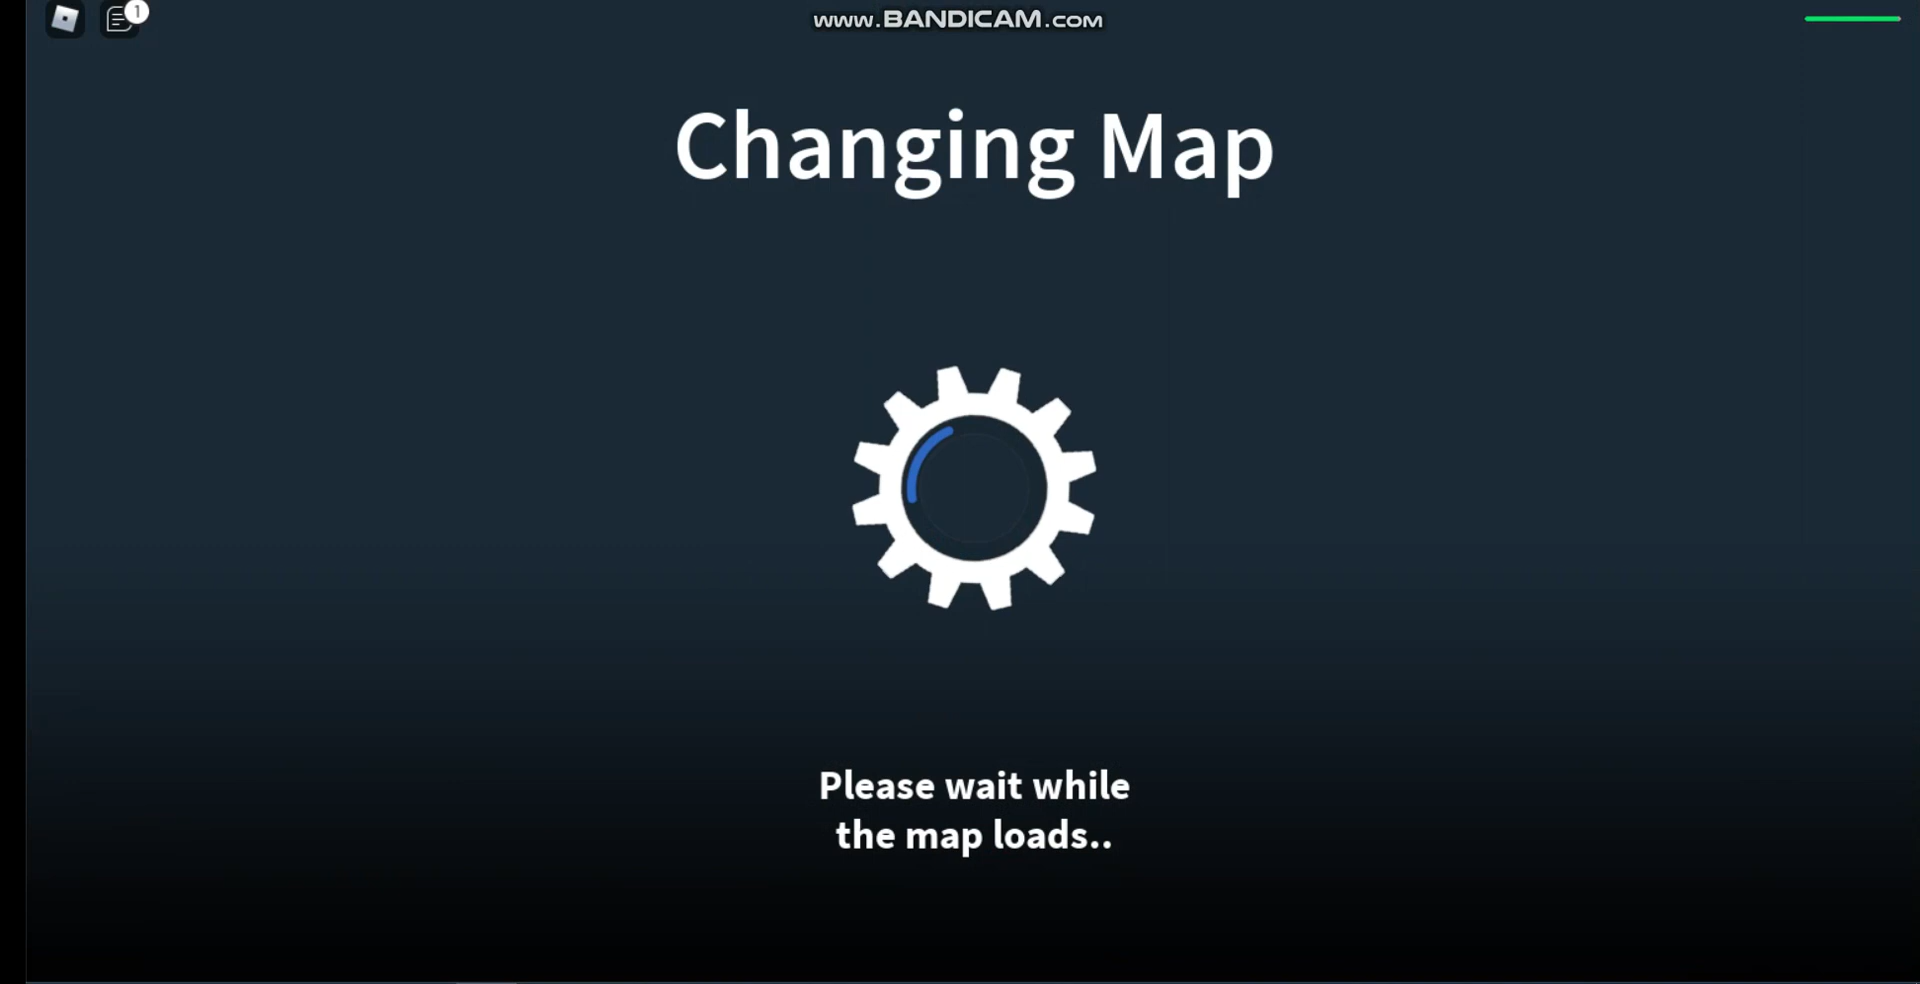 1
www.BANDICAM.com
Changing Map
Please wait while
the map loads..